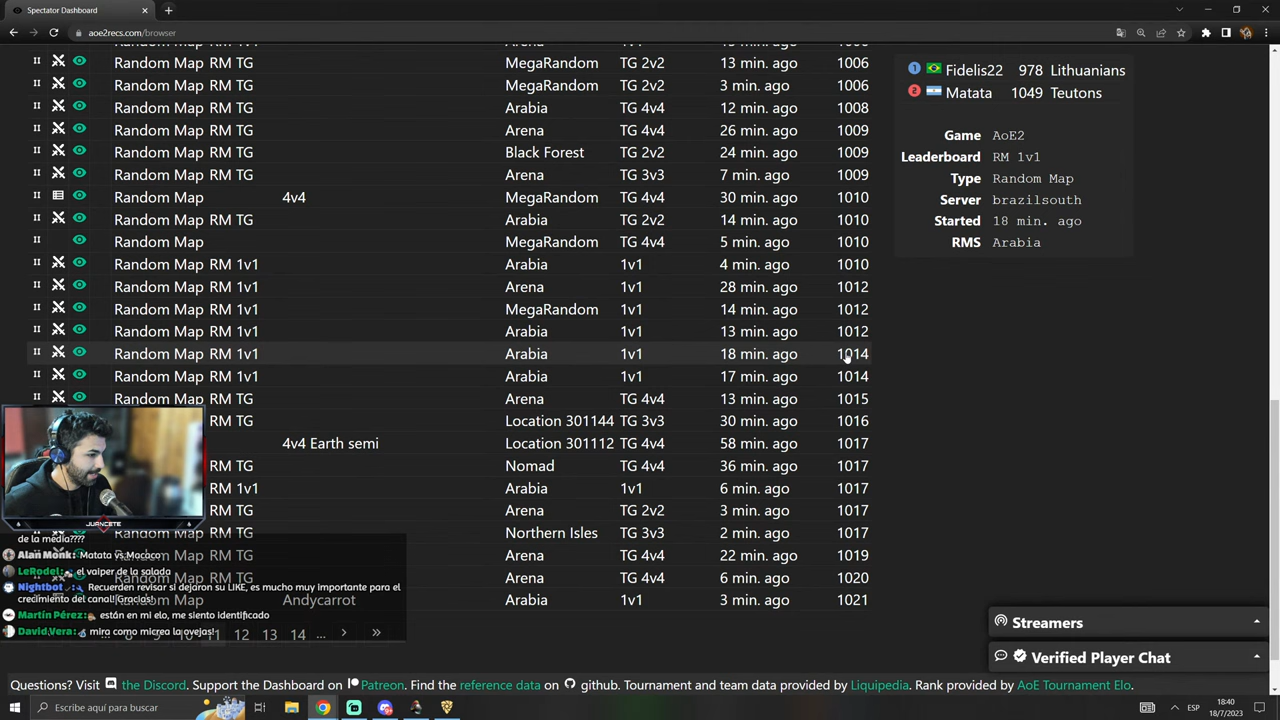 Spectator Dashboard
aoe2recs.com/browser
Random Map RM TG MegaRandom TG 2v2 13 min. ago 1006
Random Map RM TG MegaRandom TG 2v2 3 min. ago 1006
Random Map RM TG Arabia TG 4v4 12 min. ago 1008
Random Map RM TG Arena TG 4v4 26 min. ago 1009
Random Map RM TG Black Forest TG 2v2 24 min. ago 1009
Random Map RM TG Arena TG 3v3 7 min. ago 1009
Random Map 4v4 MegaRandom TG 4v4 30 min. ago 1010
Random Map RM TG Arabia TG 2v2 14 min. ago 1010
Random Map MegaRandom TG 4v4 5 min. ago 1010
Random Map RM 1v1 Arabia 1v1 4 min. ago 1010
Random Map RM 1v1 Arena 1v1 28 min. ago 1012
Random Map RM 1v1 MegaRandom 1v1 14 min. ago 1012
Random Map RM 1v1 Arabia 1v1 13 min. ago 1012
Random Map RM 1v1 Arabia 1v1 18 min. ago 1014
Random Map RM 1v1 Arabia 1v1 17 min. ago 1014
Random Map RM TG Arena TG 4v4 13 min. ago 1015
RM TG Location 301144 TG 3v3 30 min. ago 1016
4v4 Earth semi Location 301112 TG 4v4 58 min. ago 1017
RM TG Nomad TG 4v4 36 min. ago 1017
RM 1v1 Arabia 1v1 6 min. ago 1017
RM TG Arena TG 2v2 3 min. ago 1017
RM TG Northern Isles TG 3v3 2 min. ago 1017
RM TG Arena TG 4v4 22 min. ago 1019
RM TG Arena TG 4v4 6 min. ago 1020
Random Map Andycarrot Arabia 1v1 3 min. ago 1021
10 11 12 13 14 ... › »
1 Fidelis22 978 Lithuanians
2 Matata 1049 Teutons
Game AoE2
Leaderboard RM 1v1
Type Random Map
Server brazilsouth
Started 18 min. ago
RMS Arabia
JUANCETE
de la media????
Alan Monk: Matata vs Macaco
LeRodel: el vaiper de la salada
Nightbot: Recuerden revisar si dejaron su LIKE, es mucho muy importante para el
crecimiento del canal! Gracias!
Martín Pérez: están en mi elo, me siento identificado
David Vera: mira como micrea la ovejas!
Streamers
Verified Player Chat
Questions? Visit the Discord. Support the Dashboard on Patreon. Find the reference data on github. Tournament and team data provided by Liquipedia. Rank provided by AoE Tournament Elo.
Escribe aquí para buscar
ESP
18:40
18/7/2023